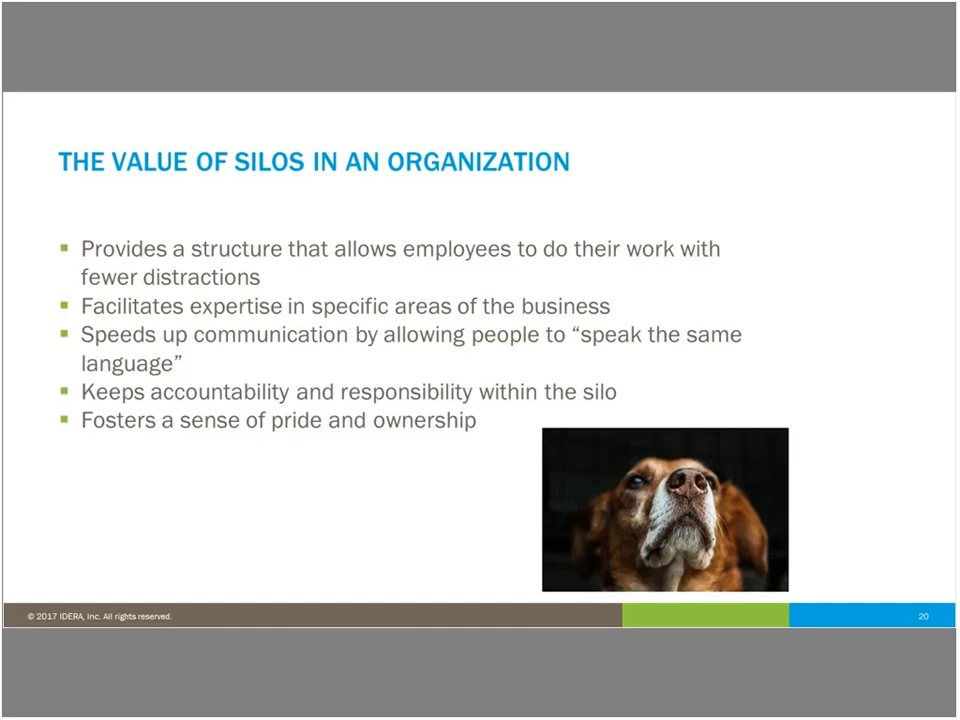 THE VALUE OF SILOS IN AN ORGANIZATION
▪ Provides a structure that allows employees to do their work with
fewer distractions
▪ Facilitates expertise in specific areas of the business
▪ Speeds up communication by allowing people to “speak the same
language”
▪ Keeps accountability and responsibility within the silo
▪ Fosters a sense of pride and ownership
© 2017 IDERA, Inc. All rights reserved.
20